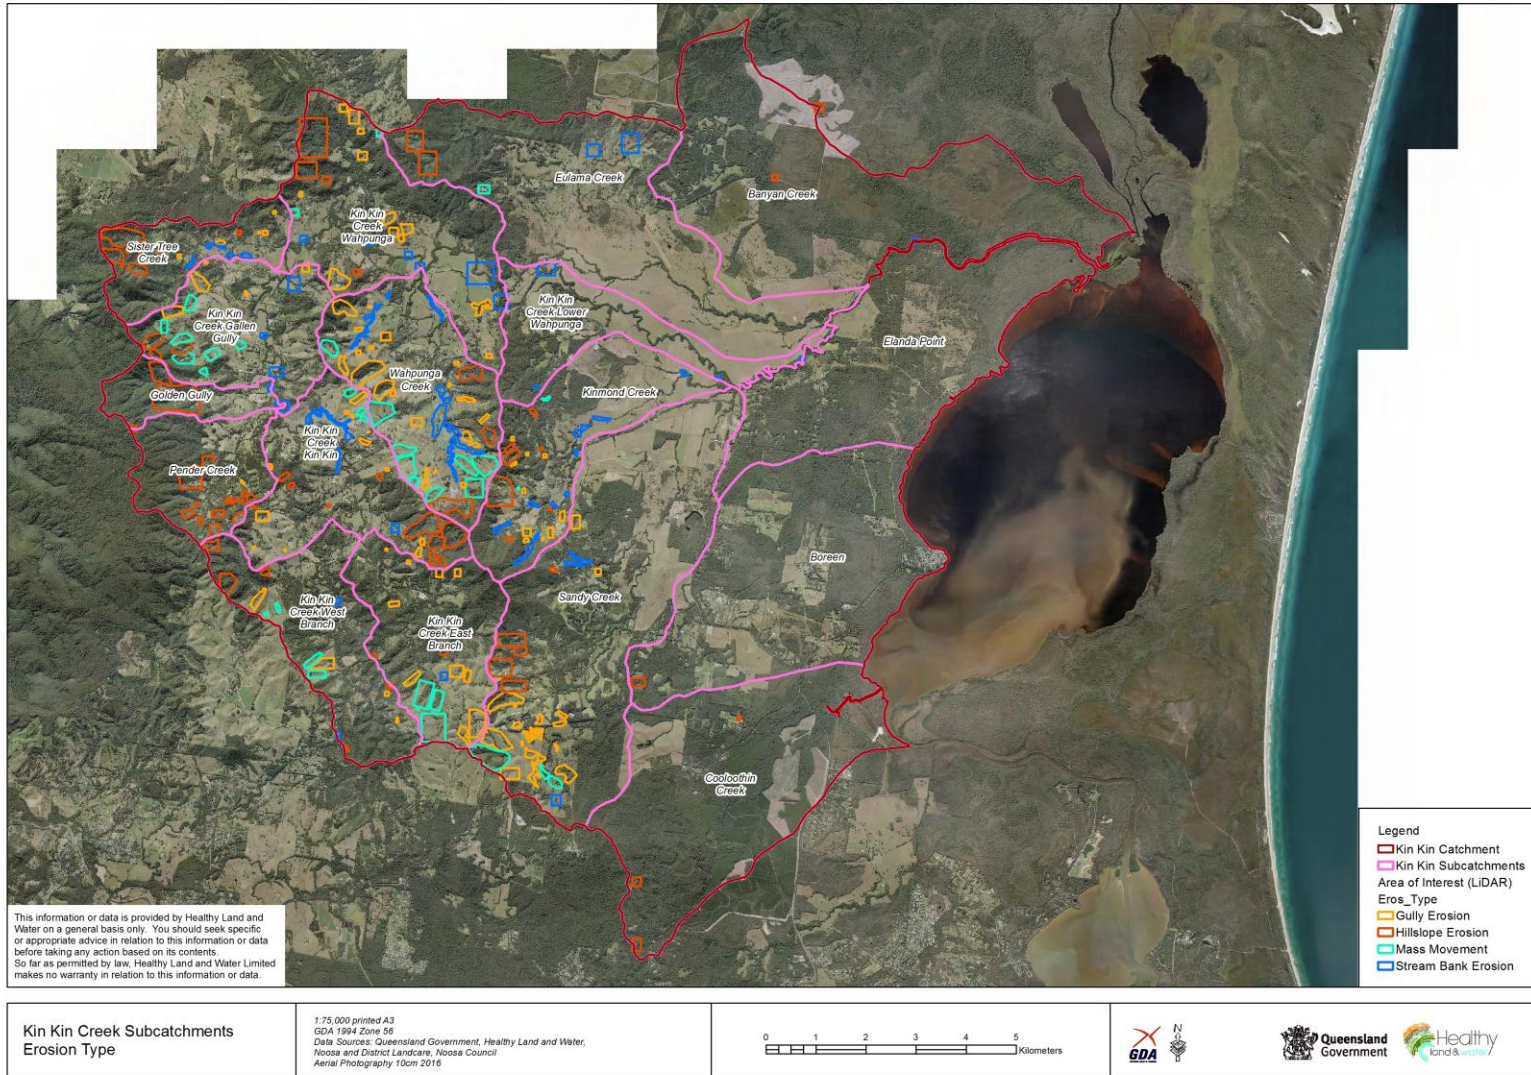 Eulama Creek
Banyan Creek
Kin Kin
Creek
Wahpunga
Sister Tree
Creek
Kin Kin
Creek Lower
Wahpunga
Kin Kin
Creek Gallen
Gully
Elanda Point
Wahpunga
Creek
Kinmond Creek
Golden Gully
Kin Kin
Creek
Kin Kin
Pender Creek
Boreen
Sandy Creek
Kin Kin
Creek West
Branch
Kin Kin
Creek East
Branch
Cooloothin
Creek
Legend
Kin Kin Catchment
Kin Kin Subcatchments
Area of Interest (LiDAR)
Eros_Type
Gully Erosion
Hillslope Erosion
Mass Movement
Stream Bank Erosion
This information or data is provided by Healthy Land and
Water on a general basis only. You should seek specific
or appropriate advice in relation to this information or data
before taking any action based on its contents.
So far as permitted by law, Healthy Land and Water Limited
makes no warranty in relation to this information or data.
Kin Kin Creek Subcatchments
Erosion Type
1:75,000 printed A3
GDA 1994 Zone 56
Data Sources: Queensland Government, Healthy Land and Water,
Noosa and District Landcare, Noosa Council
Aerial Photography 10cm 2016
0 1 2 3 4 5
Kilometers
GDA
N
Queensland
Government
Healthy
land & water